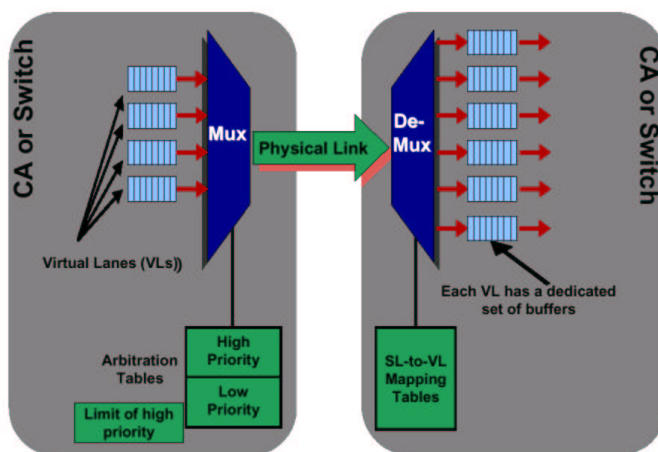 CA or Switch
Mux
Physical Link
De-
Mux
CA or Switch
Virtual Lanes (VLs))
Each VL has a dedicated
set of buffers
Arbitration
Tables
High
Priority
Low
Priority
Limit of high
priority
SL-to-VL
Mapping
Tables